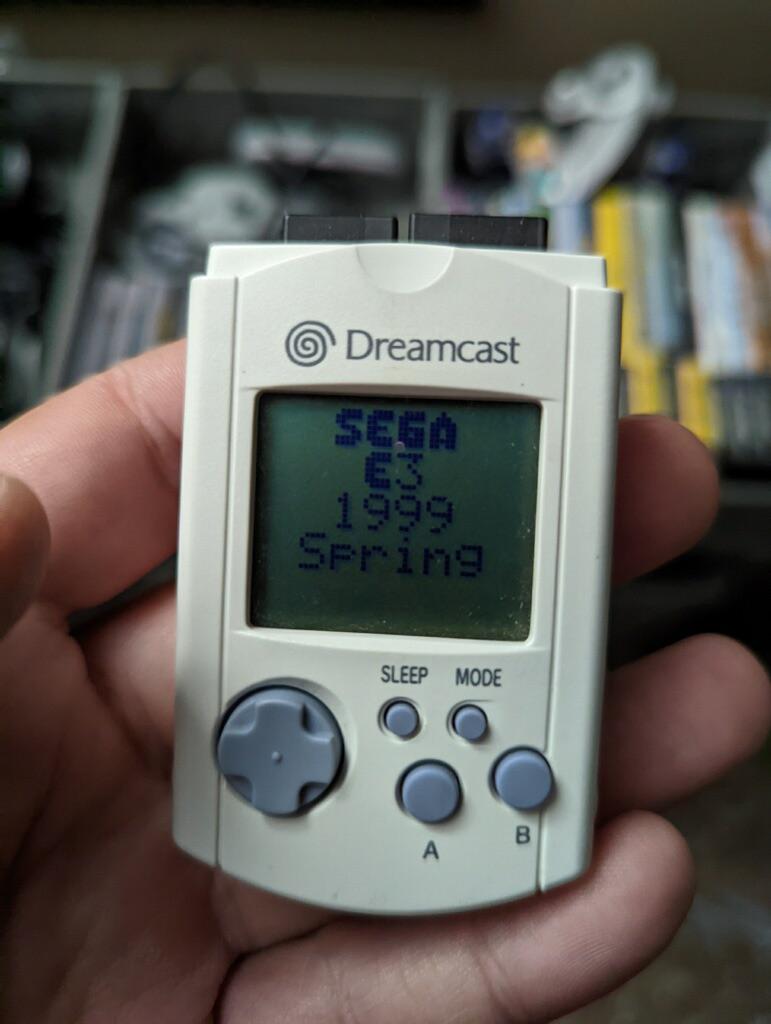 Dreamcast
SEGA
E3
1999
Spring
SLEEP MODE
A B